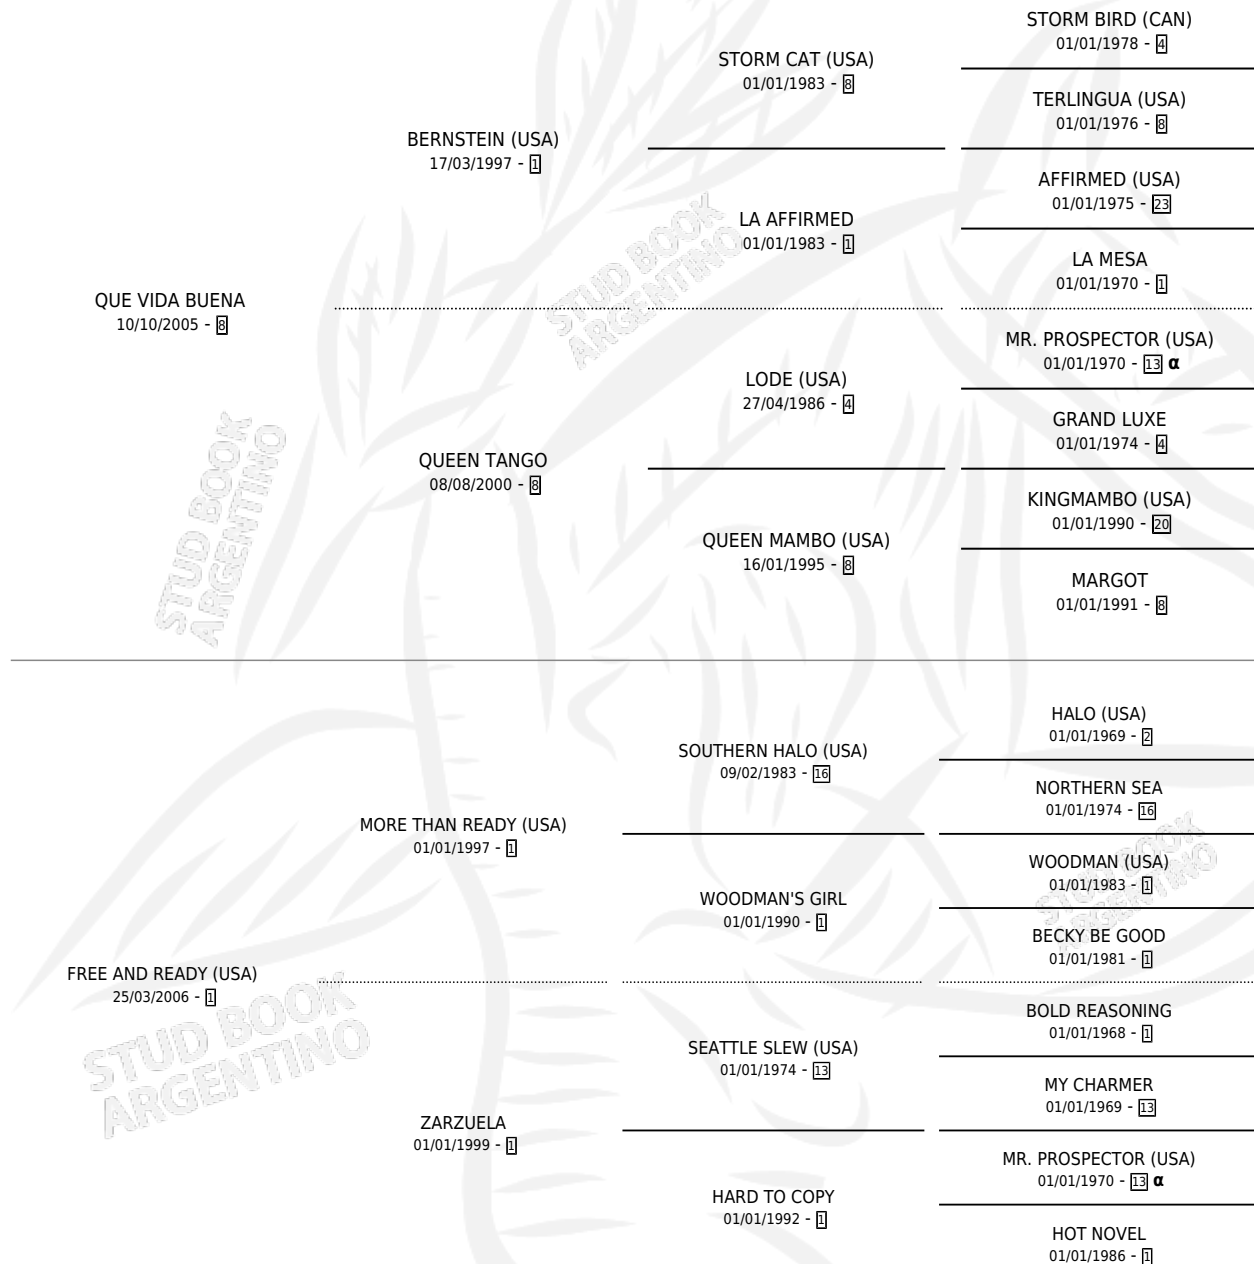 STORM BIRD (CAN)
01/01/1978 - 4
STORM CAT (USA)
01/01/1983 - 8
TERLINGUA (USA)
01/01/1976 - 8
BERNSTEIN (USA)
17/03/1997 - 1
AFFIRMED (USA)
01/01/1975 - 23
LA AFFIRMED
01/01/1983 - 1
LA MESA
01/01/1970 - 1
QUE VIDA BUENA
10/10/2005 - 8
MR. PROSPECTOR (USA)
01/01/1970 - 13 α
LODE (USA)
27/04/1986 - 4
GRAND LUXE
01/01/1974 - 4
QUEEN TANGO
08/08/2000 - 8
KINGMAMBO (USA)
01/01/1990 - 20
QUEEN MAMBO (USA)
16/01/1995 - 8
MARGOT
01/01/1991 - 8
HALO (USA)
01/01/1969 - 2
SOUTHERN HALO (USA)
09/02/1983 - 16
NORTHERN SEA
01/01/1974 - 16
MORE THAN READY (USA)
01/01/1997 - 1
WOODMAN (USA)
01/01/1983 - 1
WOODMAN'S GIRL
01/01/1990 - 1
BECKY BE GOOD
01/01/1981 - 1
FREE AND READY (USA)
25/03/2006 - 1
BOLD REASONING
01/01/1968 - 1
SEATTLE SLEW (USA)
01/01/1974 - 13
MY CHARMER
01/01/1969 - 13
ZARZUELA
01/01/1999 - 1
MR. PROSPECTOR (USA)
01/01/1970 - 13 α
HARD TO COPY
01/01/1992 - 1
HOT NOVEL
01/01/1986 - 1
STUD BOOK
ARGENTINO
STUD BOOK
ARGENTINO
STUD BOOK
ARGENTINO
STUD BOOK
ARGENTINO